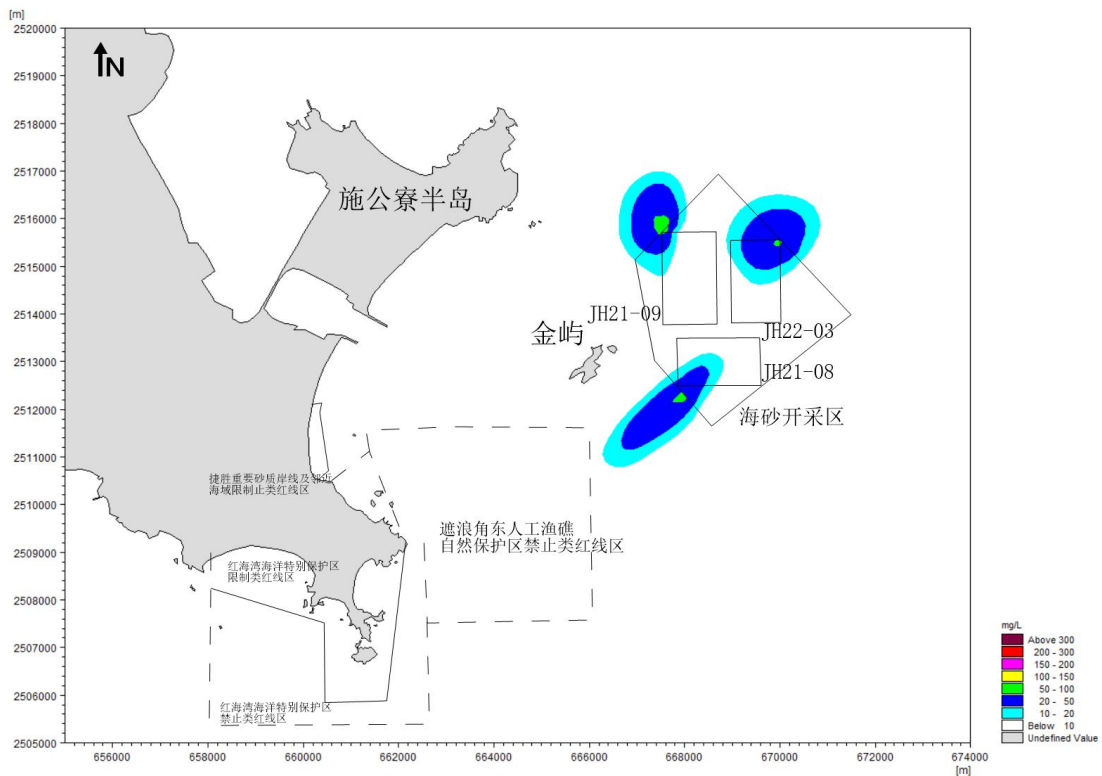 [m]
2520000
2519000
2518000
2517000
2516000
2515000
2514000
2513000
2512000
2511000
2510000
2509000
2508000
2507000
2506000
2505000
N
施公寮半岛
金屿
JH21-09
JH22-03
JH21-08
海砂开采区
捷胜重要砂质岸线及邻近
海域限制止类红线区
遮浪角东人工渔礁
自然保护区禁止类红线区
红海湾海洋特别保护区
限制类红线区
红海湾海洋特别保护区
禁止类红线区
656000 658000 660000 662000 664000 666000 668000 670000 672000 674000
[m]
mg/L
Above 300
200 - 300
150 - 200
100 - 150
50 - 100
20 - 50
10 - 20
Below 10
Undefined Value